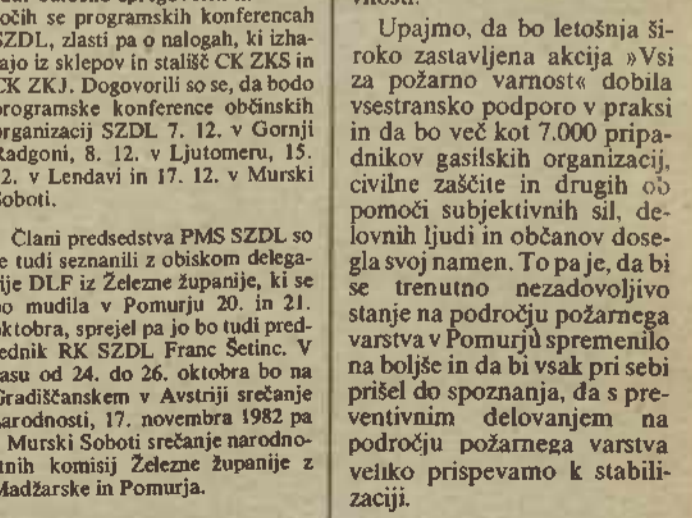 očih se programskih konferencah
SZDL, zlasti pa o nalogah, ki izha-
jajo iz sklepov in stališč CK ZKS in
CK ZKJ. Dogovorili so se, da bodo
programske konference občinskih
organizacij SZDL 7. 12. v Gornji
Radgoni, 8. 12. v Ljutomeru, 15.
2. v Lendavi in 17. 12. v Murski
Soboti.
Člani predsedstva PMS SZDL so
se tudi seznanili z obiskom delega-
ije DLF iz Železne županije, ki se
bo mudila v Pomurju 20. in 21.
oktobra, sprejel pa jo bo tudi pred-
ednik RK SZDL Franc Šetinc. V
času od 24. do 26. oktobra bo na
Gradiščanskem v Avstriji srečanje
narodnosti, 17. novembra 1982 pa
Murski Soboti srečanje narodno-
tnih komisij Železne županije z
Madžarske in Pomurja.
Upajmo, da bo letošnja ši-
roko zastavljena akcija »Vsi
za požarno varnost« dobila
vsestransko podporo v praksi
in da bo več kot 7.000 pripa-
dnikov gasilskih organizacij,
civilne zaščite in drugih ob
pomoči subjektivnih sil, de-
lovnih ljudi in občanov dose-
gla svoj namen. To pa je, da bi
se trenutno nezadovoljivo
stanje na področju požarnega
varstva v Pomurju spremenilo
na boljše in da bi vsak pri sebi
prišel do spoznanja, da s pre-
ventivnim delovanjem na
področju požarnega varstva
veliko prispevamo k stabili-
zaciji.